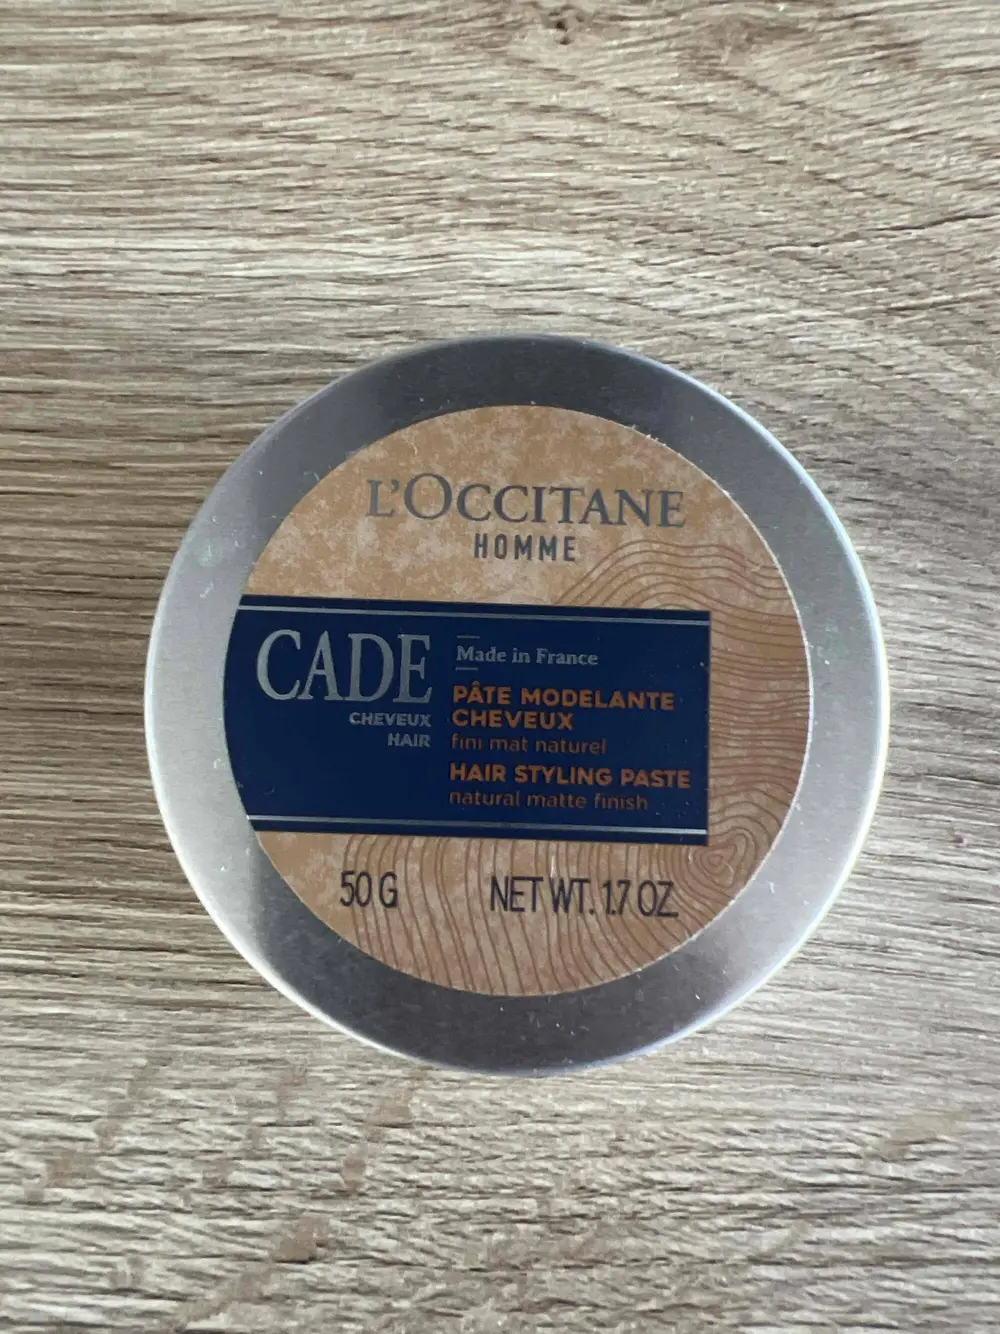 L'OCCITANE
HOMME
CADE
CHEVEUX
HAIR
Made in France
PÂTE MODELANTE
CHEVEUX
fini mat naturel
HAIR STYLING PASTE
natural matte finish
50 G
NET WT. 1.7 OZ